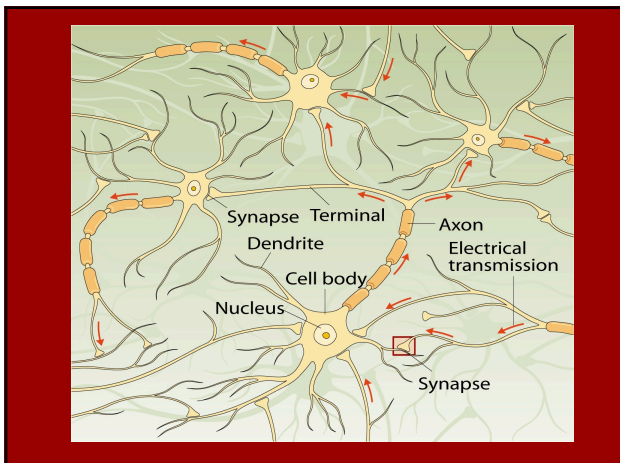 Synapse
Terminal
Axon
Dendrite
Electrical
transmission
Cell body
Nucleus
Synapse